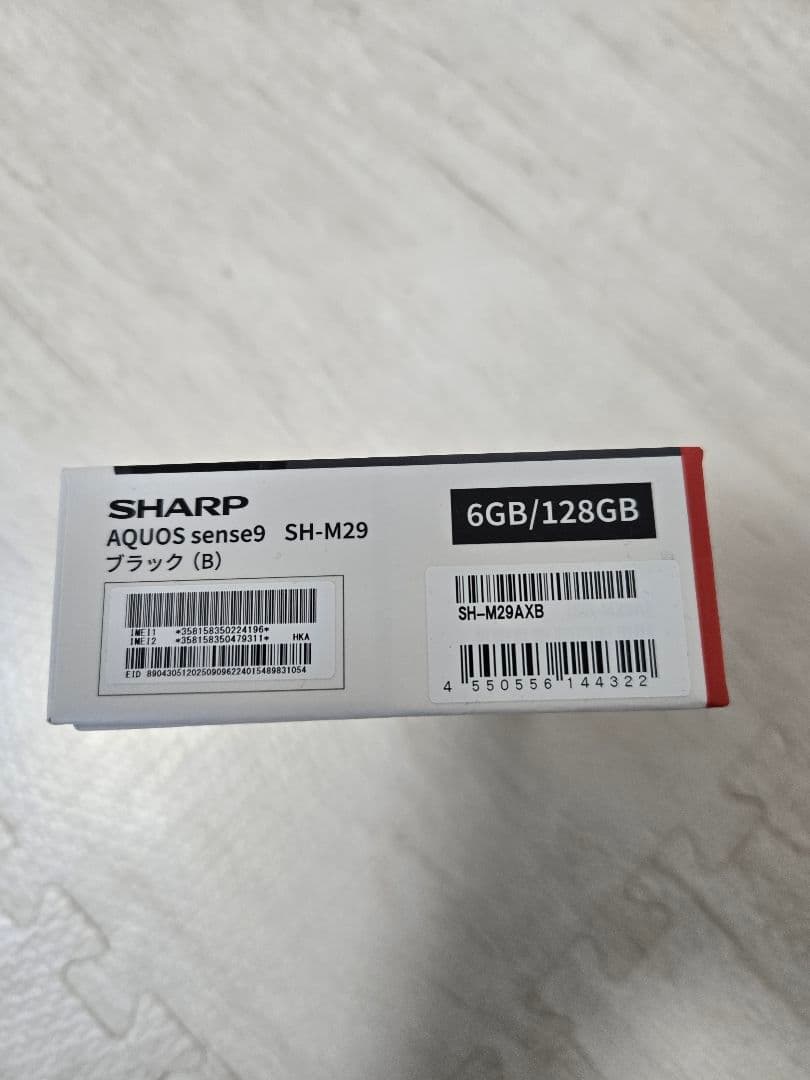 SHARP
AQUOS sense9 SH-M29
ブラック（B）
6GB/128GB
IMEI1 *358158350224196*
IMEI2 *358158350479311* HKA
EID 89043051202509096224015489831054
SH-M29AXB
4 550556 144322